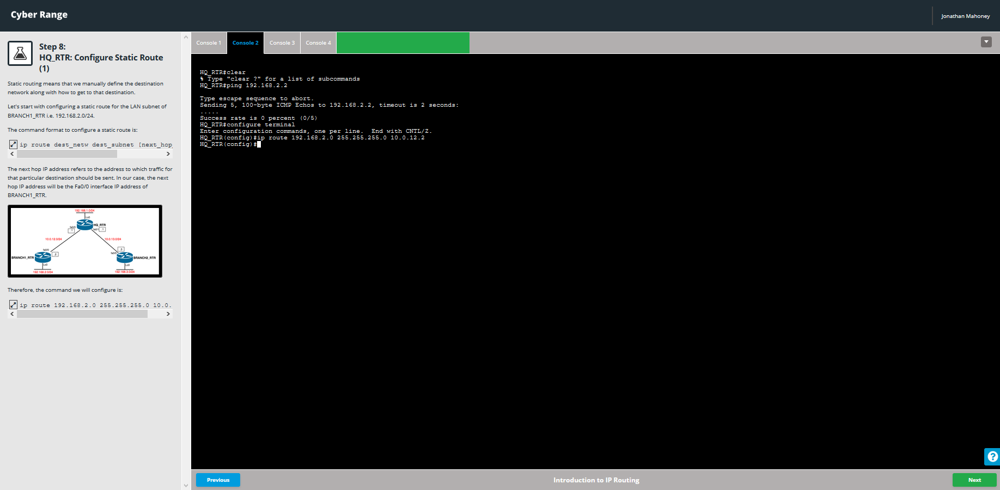 Cyber Range
Jonathan Mahoney
Step 8:
HQ_RTR: Configure Static Route
(1)
Static routing means that we manually define the destination
network along with how to get to that destination.
Let's start with configuring a static route for the LAN subnet of
BRANCH1_RTR i.e. 192.168.2.0/24.
The command format to configure a static route is:
ip route dest_netw dest_subnet [next_hop_
The next hop IP address refers to the address to which traffic for
that particular destination should be sent. In our case, the next
hop IP address will be the Fa0/0 interface IP address of
BRANCH1_RTR.
192.168.1.0/24
Lo0
HQ_RTR
fa0/0
fa0/1
.1
.1
10.0.12.0/24
10.0.13.0/24
fa0/0
.2
.3
fa0/0
BRANCH1_RTR
BRANCH2_RTR
Lo0
Lo0
192.168.2.0/24
192.168.3.0/24
Therefore, the command we will configure is:
ip route 192.168.2.0 255.255.255.0 10.0.
Console 1
Console 2
Console 3
Console 4
HQ_RTR#clear
% Type "clear ?" for a list of subcommands
HQ_RTR#ping 192.168.2.2
Type escape sequence to abort.
Sending 5, 100-byte ICMP Echos to 192.168.2.2, timeout is 2 seconds:
.....
Success rate is 0 percent (0/5)
HQ_RTR#configure terminal
Enter configuration commands, one per line.  End with CNTL/Z.
HQ_RTR(config)#ip route 192.168.2.0 255.255.255.0 10.0.12.2
HQ_RTR(config)#
?
Previous
Introduction to IP Routing
Next